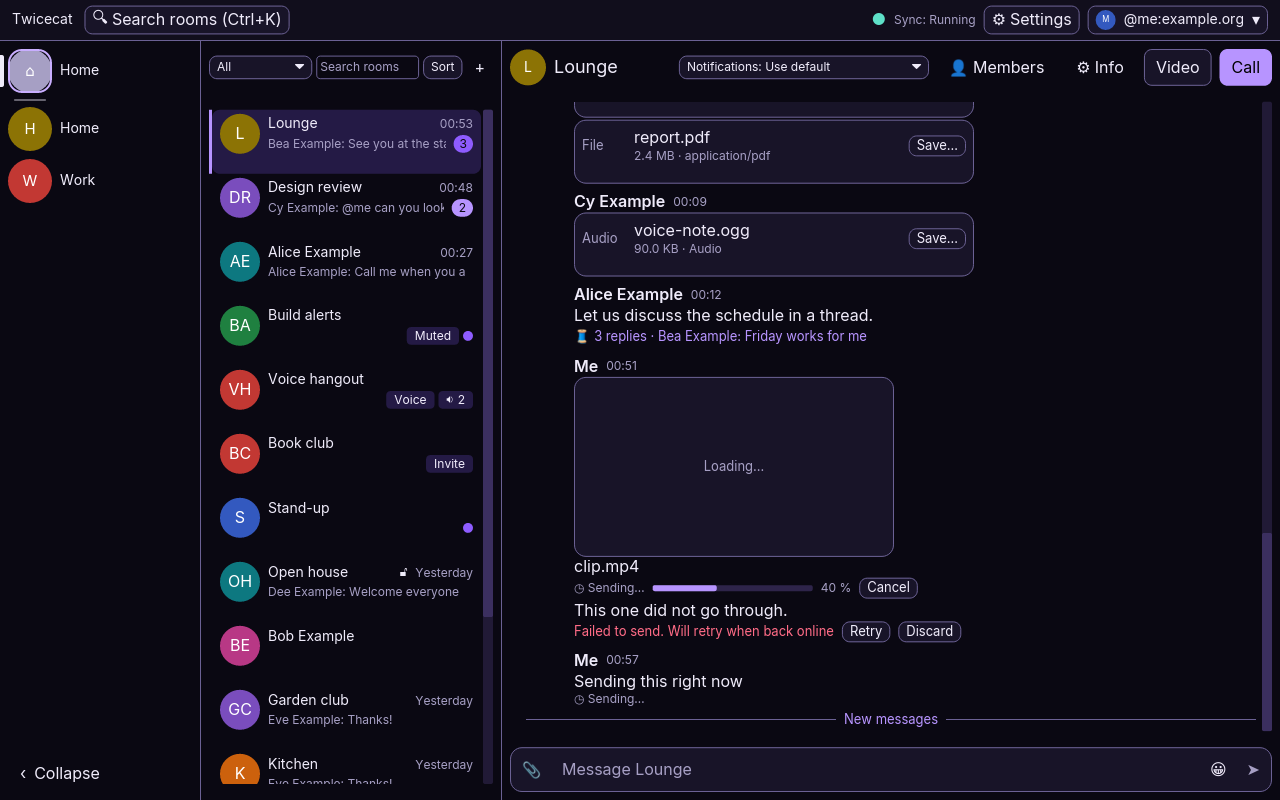 Twicecat
Search rooms (Ctrl+K)
Sync: Running
Settings
M
@me:example.org
Home
H
Home
W
Work
Collapse
All
Search rooms
Sort
+
L
Lounge
00:53
Bea Example: See you at the sta
3
DR
Design review
00:48
Cy Example: @me can you look
2
AE
Alice Example
00:27
Alice Example: Call me when you a
BA
Build alerts
Muted
VH
Voice hangout
Voice
2
BC
Book club
Invite
S
Stand-up
OH
Open house
Yesterday
Dee Example: Welcome everyone
BE
Bob Example
GC
Garden club
Yesterday
Eve Example: Thanks!
K
Kitchen
Yesterday
Eve Example: Thanks!
L
Lounge
Notifications: Use default
Members
Info
Video
Call
File
report.pdf
2.4 MB · application/pdf
Save...
Cy Example 00:09
Audio
voice-note.ogg
90.0 KB · Audio
Save...
Alice Example 00:12
Let us discuss the schedule in a thread.
3 replies · Bea Example: Friday works for me
Me 00:51
Loading...
clip.mp4
Sending... 40 % Cancel
This one did not go through.
Failed to send. Will retry when back online Retry Discard
Me 00:57
Sending this right now
Sending...
New messages
Message Lounge